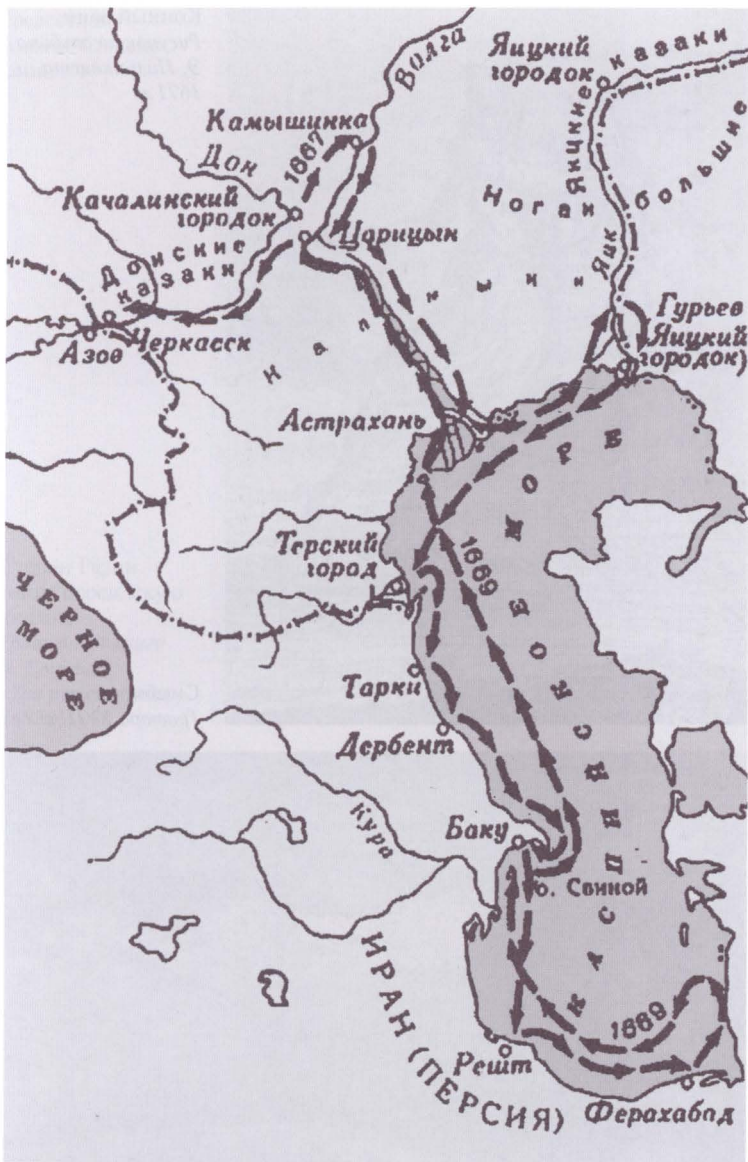 Волга
Яицкий
городок
казаки
Яицкие
Камышинка
Дон
1667
Ногаи
большие
Качалинский
городок
Царицын
Донские
казаки
Яик
Гурьев
Яицкий
городок)
Азов
Черкасск
Астрахань
МОРЕ
Терский
город
1669
ЧЕРНОЕ
МОРЕ
Тарки
Дербент
Кура
Баку
о. Свиной
КАСПИЙСКОЕ
ИРАН (ПЕРСИЯ)
1669
Решт
Ферахабад